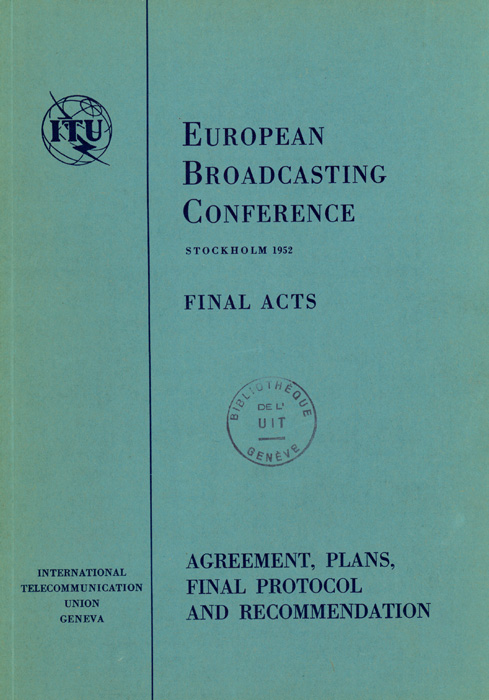 ITU
EUROPEAN
BROADCASTING
CONFERENCE
STOCKHOLM 1952
FINAL ACTS
BIBLIOTHÈQUE
DE L'
UIT
GENÈVE
AGREEMENT, PLANS,
FINAL PROTOCOL
AND RECOMMENDATION
INTERNATIONAL
TELECOMMUNICATION
UNION
GENEVA